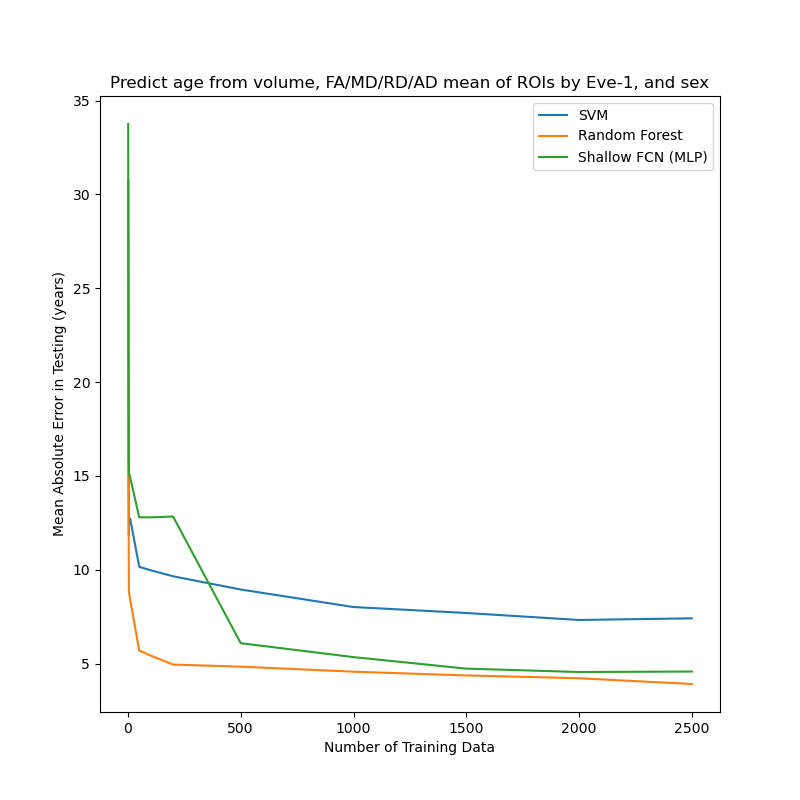 Predict age from volume, FA/MD/RD/AD mean of ROIs by Eve-1, and sex
SVM
Random Forest
Shallow FCN (MLP)
35
30
25
20
15
10
5
Mean Absolute Error in Testing (years)
0 500 1000 1500 2000 2500
Number of Training Data